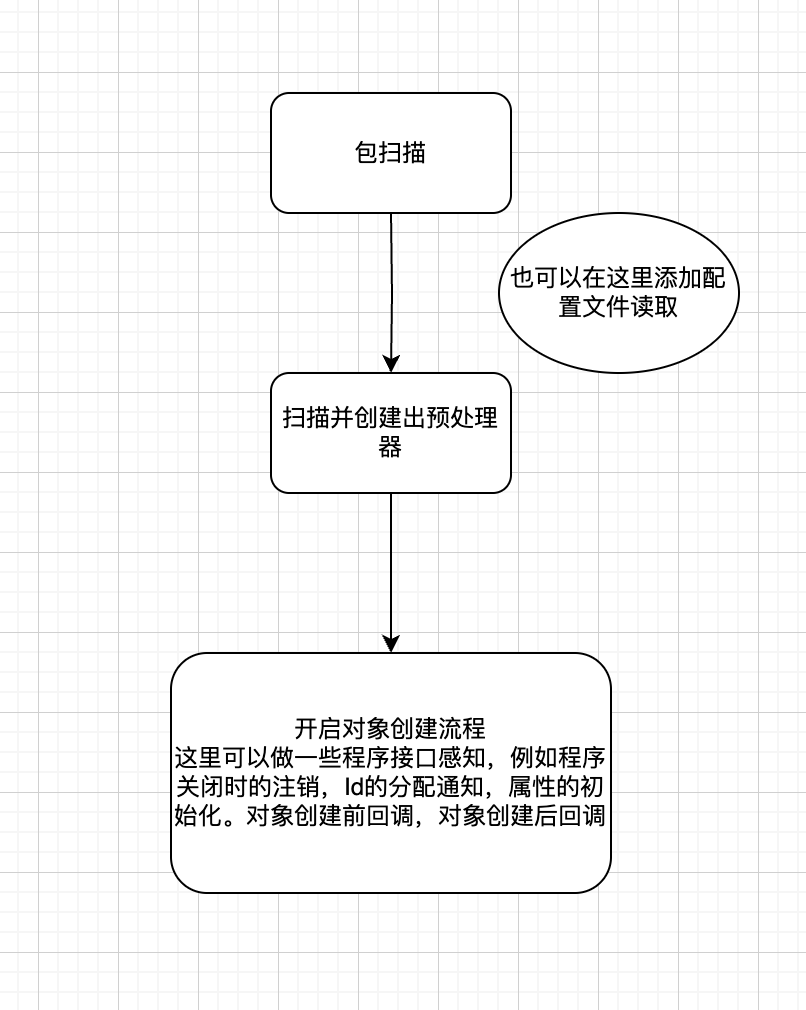 包扫描
也可以在这里添加配
置文件读取
扫描并创建出预处理
器
开启对象创建流程
这里可以做一些程序接口感知，例如程序
关闭时的注销，Id的分配通知，属性的初
始化。对象创建前回调，对象创建后回调